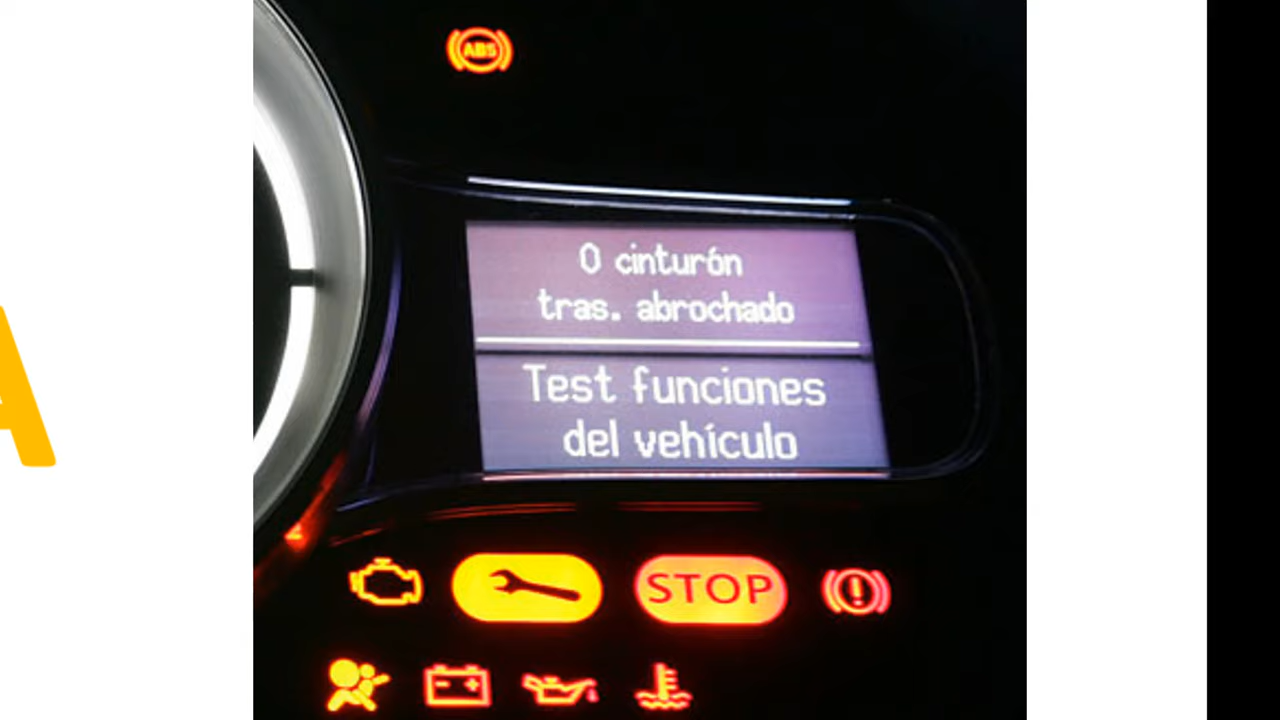 A
ABS
0 cinturón
tras. abrochado
Test funciones
del vehículo
STOP